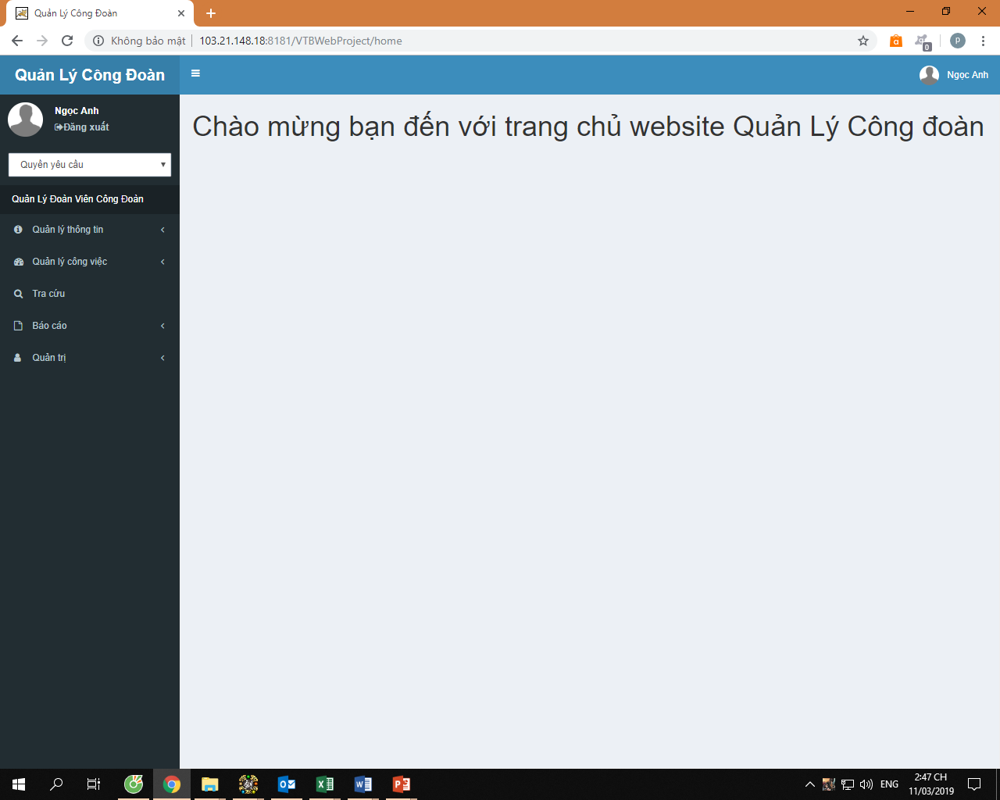 Quản Lý Công Đoàn
Không bảo mật
103.21.148.18:8181/VTBWebProject/home
a
0
p
Quản Lý Công Đoàn
Ngọc Anh
Ngọc Anh
Đăng xuất
Quyền yêu cầu
Quản Lý Đoàn Viên Công Đoàn
Quản lý thông tin
Quản lý công việc
Tra cứu
Báo cáo
Quản trị
Chào mừng bạn đến với trang chủ website Quản Lý Công đoàn
ENG
2:47 CH
11/03/2019